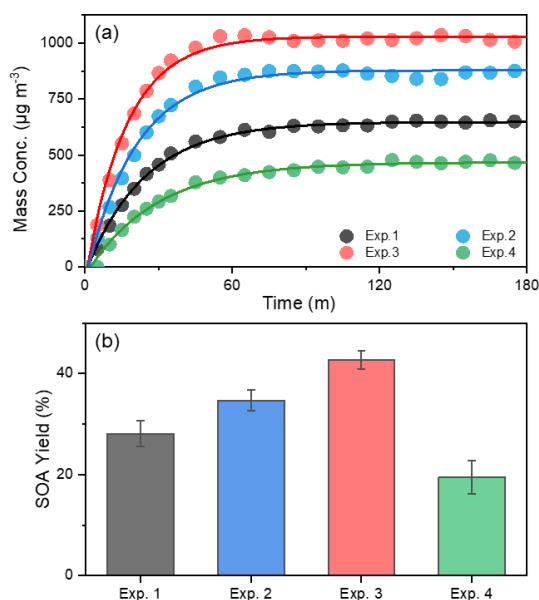 (a)
Mass Conc. (µg m⁻³)
1000
750
500
250
0
Exp.1
Exp.2
Exp.3
Exp.4
0
60
120
180
Time (m)
(b)
SOA Yield (%)
40
20
0
Exp. 1
Exp. 2
Exp. 3
Exp. 4